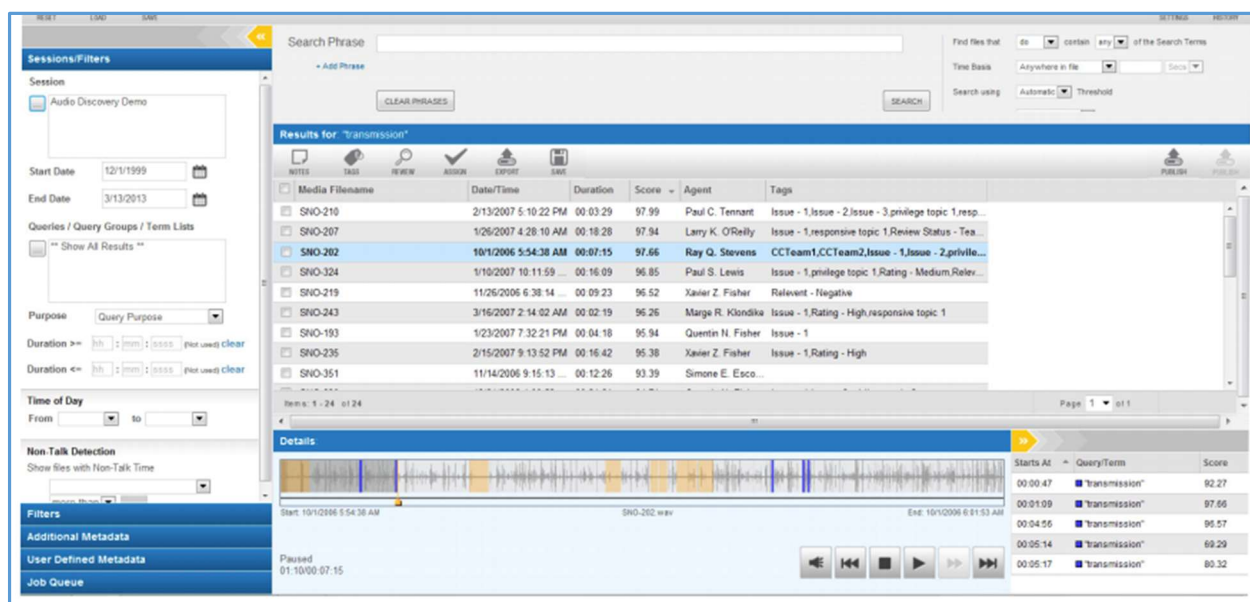 RESET LOAD SAVE SETTINGS HISTORY
Sessions/Filters
Session
Audio Discovery Demo
Start Date 12/1/1999
End Date 3/13/2013
Queries / Query Groups / Term Lists
** Show All Results **
Purpose Query Purpose
Duration >= hh : mm : ssss (Not used) clear
Duration <= hh : mm : ssss (Not used) clear
Time of Day
From to
Non-Talk Detection
Show files with Non-Talk Time
more than
Filters
Additional Metadata
User Defined Metadata
Job Queue
Search Phrase
+ Add Phrase
CLEAR PHRASES SEARCH
Find files that do contain any of the Search Terms
Time Basis Anywhere in file Secs
Search using Automatic Threshold
Results for: "transmission"
NOTES TAGS REVIEW ASSIGN EXPORT SAVE PUBLISH PUBLISH
Media Filename Date/Time Duration Score Agent Tags
SNO-210 2/13/2007 5:10:22 PM 00:03:29 97.99 Paul C. Tennant Issue - 1,Issue - 2,Issue - 3,privilege topic 1,resp...
SNO-207 1/26/2007 4:28:10 AM 00:18:28 97.94 Larry K. O'Reilly Issue - 1,responsive topic 1,Review Status - Tea...
SNO-202 10/1/2006 5:54:38 AM 00:07:15 97.66 Ray Q. Stevens CCTeam1,CCTeam2,Issue - 1,Issue - 2,privile...
SNO-324 1/10/2007 10:11:59 ... 00:16:09 96.85 Paul S. Lewis Issue - 1,privilege topic 1,Rating - Medium,Relev...
SNO-219 11/26/2006 6:38:14 ... 00:09:23 96.52 Xavier Z. Fisher Relevent - Negative
SNO-243 3/16/2007 2:14:02 AM 00:02:19 96.26 Marge R. Klondike Issue - 1,Rating - High,responsive topic 1
SNO-193 1/23/2007 7:32:21 PM 00:04:18 95.94 Quentin N. Fisher Issue - 1
SNO-235 2/15/2007 9:13:52 PM 00:16:42 95.38 Xavier Z. Fisher Issue - 1,Rating - High
SNO-351 11/14/2006 9:15:13 ... 00:12:26 93.39 Simone E. Esco...
Items: 1 - 24 of 24 Page 1 of 1
Details:
Start: 10/1/2006 5:54:38 AM SNO-202.wav End: 10/1/2006 6:01:53 AM
Paused
01:10/00:07:15
Starts At Query/Term Score
00:00:47 "transmission" 92.27
00:01:09 "transmission" 97.66
00:04:56 "transmission" 96.57
00:05:14 "transmission" 69.29
00:05:17 "transmission" 80.32